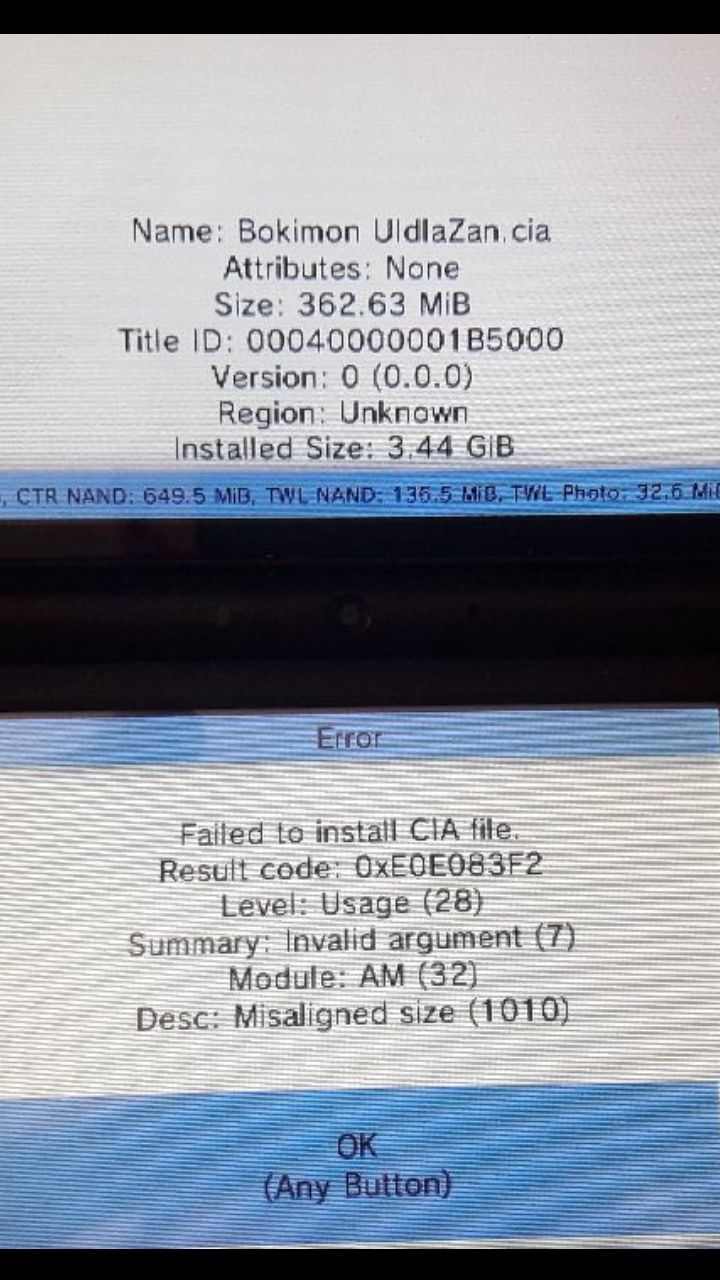 Name: Bokimon UldlaZan.cia
Attributes: None
Size: 362.63 MiB
Title ID: 00040000001B5000
Version: 0 (0.0.0)
Region: Unknown
Installed Size: 3.44 GiB
, CTR NAND: 649.5 MiB, TWL NAND: 135.5 MiB, TWL Photo: 32.6 Mi
Error
Failed to install CIA file.
Result code: 0xE0E083F2
Level: Usage (28)
Summary: Invalid argument (7)
Module: AM (32)
Desc: Misaligned size (1010)
OK
(Any Button)